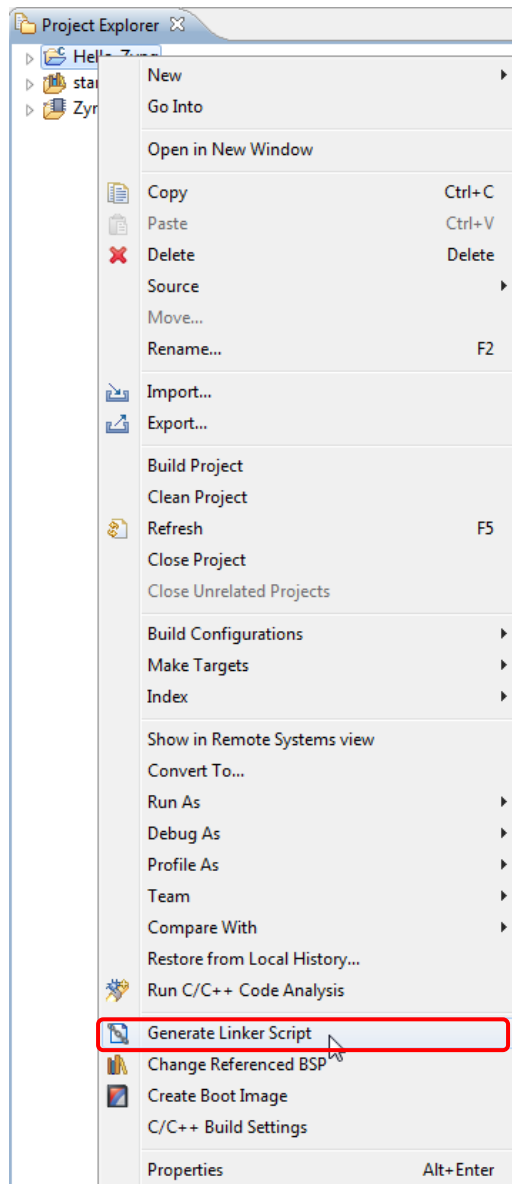 Project Explorer
New
Go Into
Open in New Window
Copy Ctrl+C
Paste Ctrl+V
Delete Delete
Source
Move...
Rename... F2
Import...
Export...
Build Project
Clean Project
Refresh F5
Close Project
Close Unrelated Projects
Build Configurations
Make Targets
Index
Show in Remote Systems view
Convert To...
Run As
Debug As
Profile As
Team
Compare With
Restore from Local History...
Run C/C++ Code Analysis
Generate Linker Script
Change Referenced BSP
Create Boot Image
C/C++ Build Settings
Properties Alt+Enter